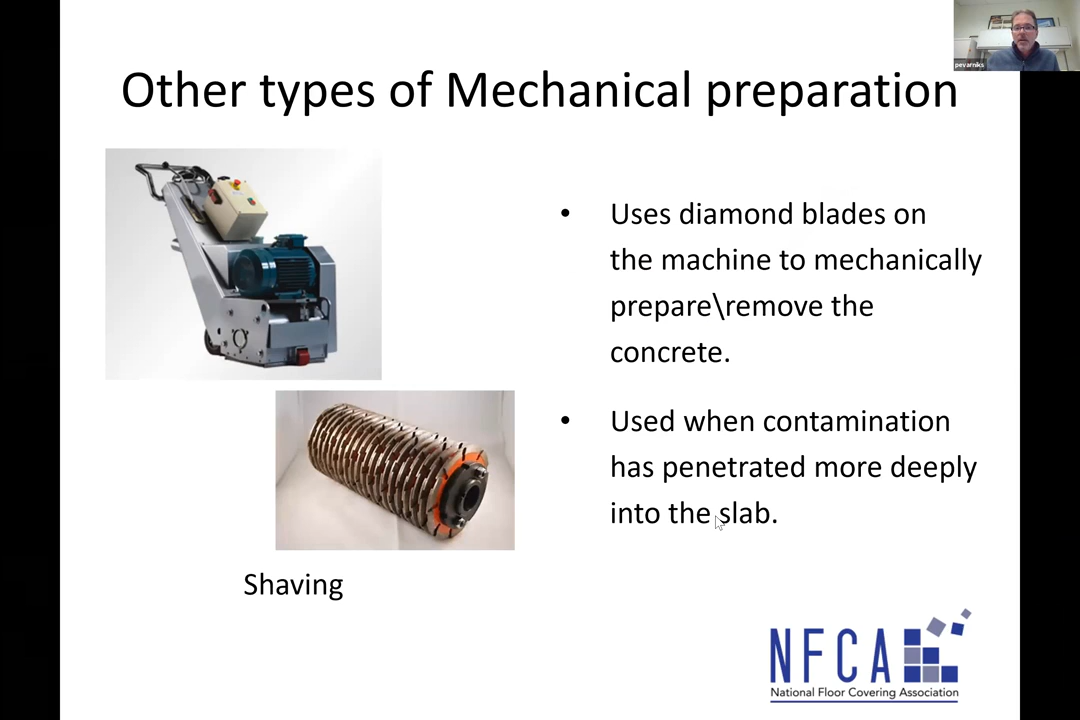 pevarniks
Other types of Mechanical preparation
• Uses diamond blades on
the machine to mechanically
prepare\remove the
concrete.
• Used when contamination
has penetrated more deeply
into the slab.
Shaving
NFCA
National Floor Covering Association